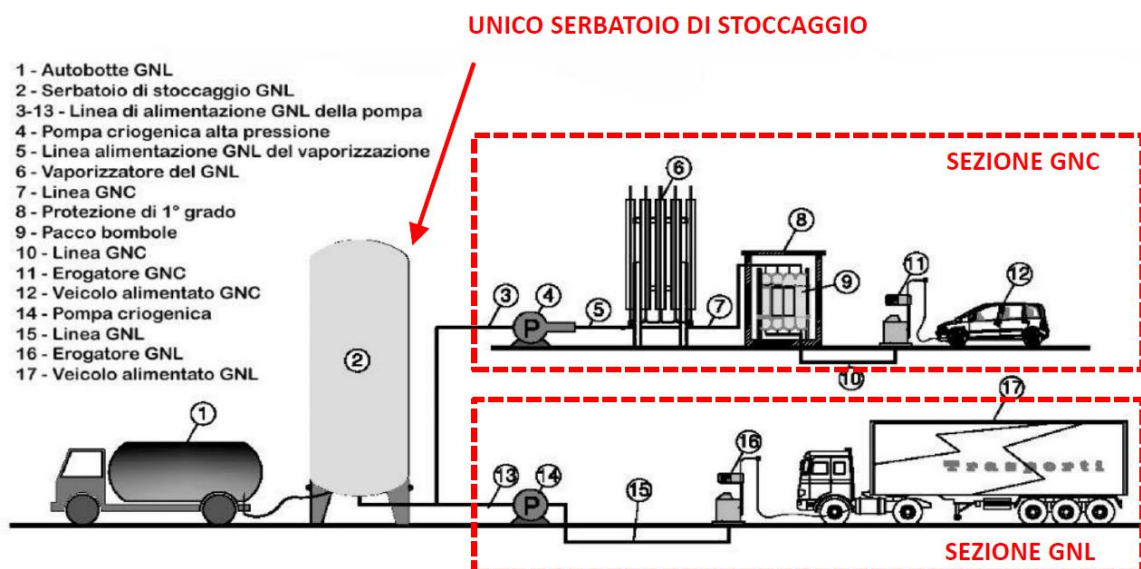 UNICO SERBATOIO DI STOCCAGGIO
1 - Autobotte GNL
2 - Serbatoio di stoccaggio GNL
3-13 - Linea di alimentazione GNL della pompa
4 - Pompa criogenica alta pressione
5 - Linea alimentazione GNL del vaporizzazione
6 - Vaporizzatore del GNL
7 - Linea GNC
8 - Protezione di 1° grado
9 - Pacco bombole
10 - Linea GNC
11 - Erogatore GNC
12 - Veicolo alimentato GNC
14 - Pompa criogenica
15 - Linea GNL
16 - Erogatore GNL
17 - Veicolo alimentato GNL
SEZIONE GNC
6
8
3
4
P
5
7
9
11
12
10
2
1
13
14
P
15
16
17
Trasporti
SEZIONE GNL